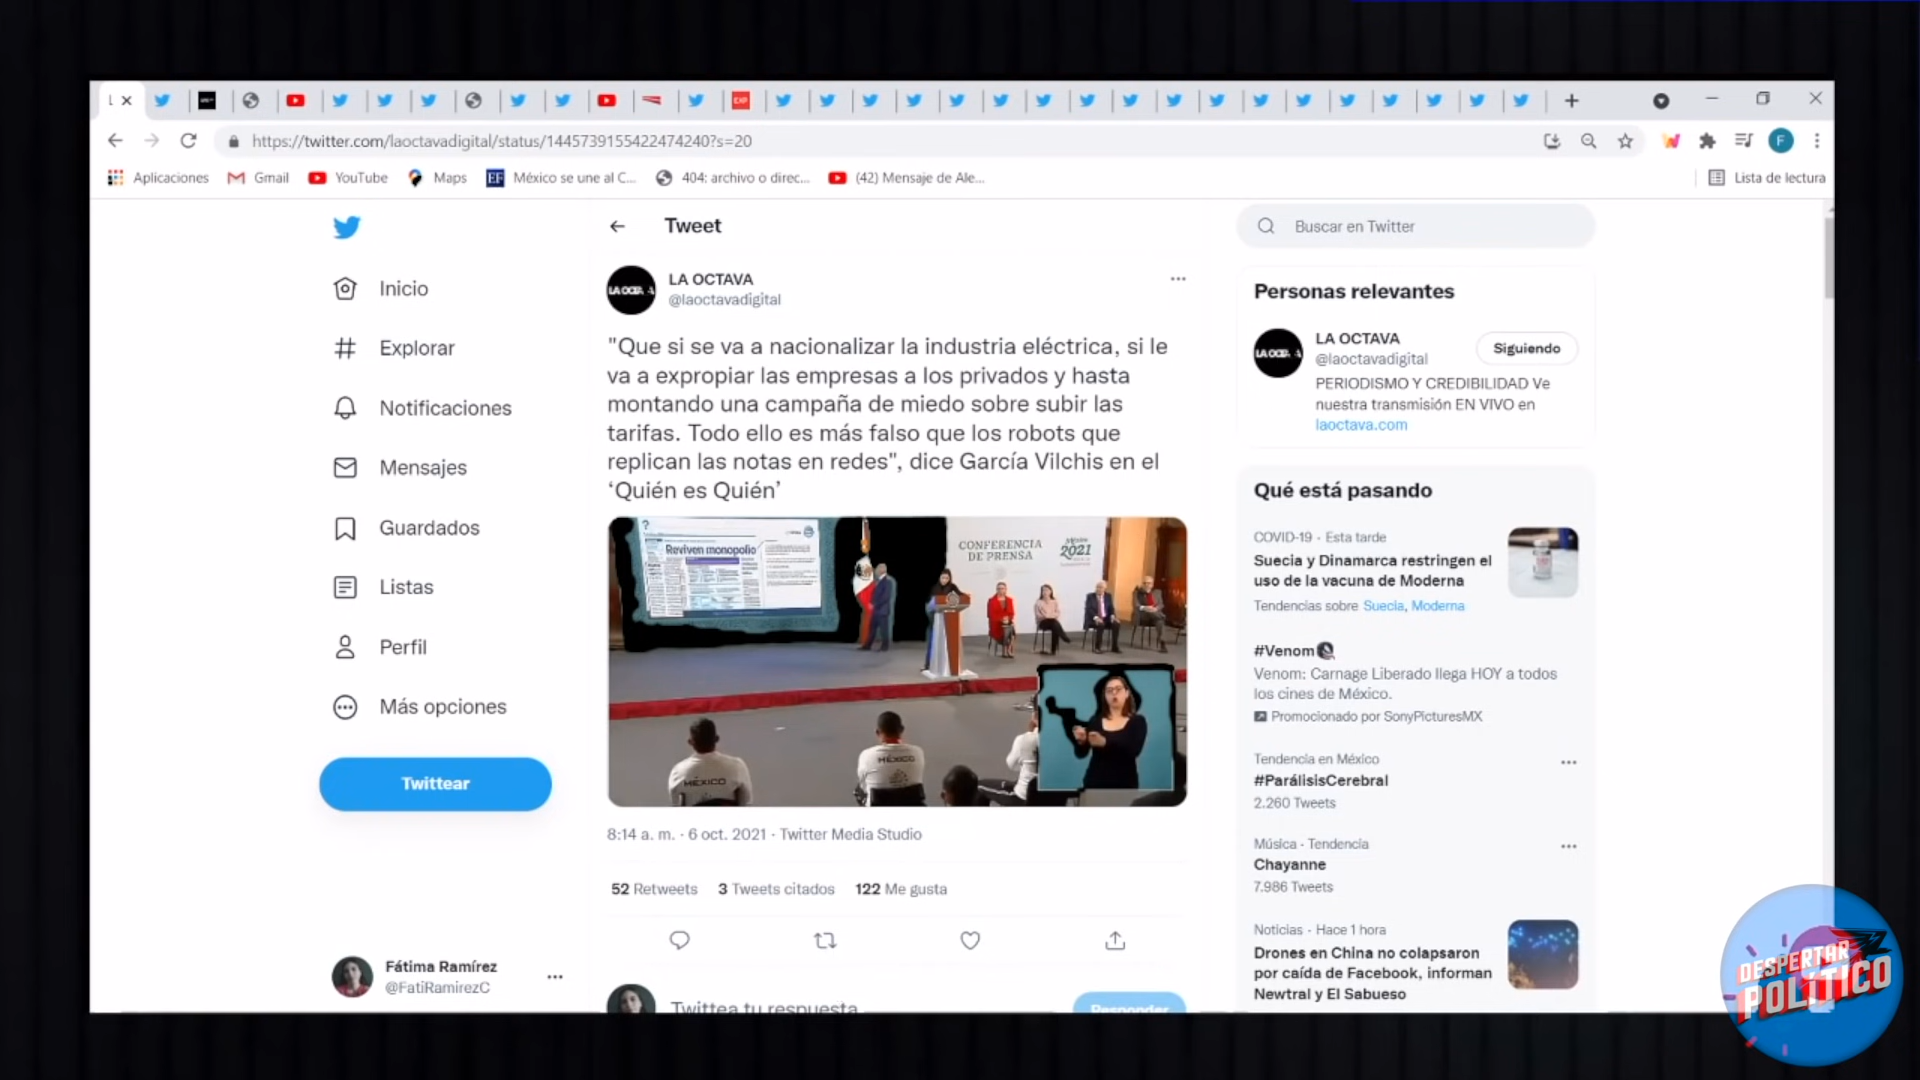 L
EXP
https://twitter.com/laoctavadigital/status/1445739155422474240?s=20
F
Aplicaciones
Gmail
YouTube
Maps
EF
México se une al C...
404: archivo o direc...
(42) Mensaje de Ale...
Lista de lectura
Inicio
Explorar
Notificaciones
Mensajes
Guardados
Listas
Perfil
Más opciones
Twittear
Fátima Ramírez
@FatiRamirezC
Tweet
LA OCTAVA
@laoctavadigital
"Que si se va a nacionalizar la industria eléctrica, si le
va a expropiar las empresas a los privados y hasta
montando una campaña de miedo sobre subir las
tarifas. Todo ello es más falso que los robots que
replican las notas en redes", dice García Vilchis en el
‘Quién es Quién’
?
Reviven monopolio
CONFERENCIA
DE PRENSA
México
2021
MÉXICO
MÉXICO
8:14 a. m. · 6 oct. 2021 · Twitter Media Studio
52 Retweets 3 Tweets citados 122 Me gusta
Twittea tu respuesta
Responder
Buscar en Twitter
Personas relevantes
LA OCTAVA
@laoctavadigital
Siguiendo
PERIODISMO Y CREDIBILIDAD Ve
nuestra transmisión EN VIVO en
laoctava.com
Qué está pasando
COVID-19 · Esta tarde
Suecia y Dinamarca restringen el
uso de la vacuna de Moderna
Tendencias sobre Suecia, Moderna
#Venom
Venom: Carnage Liberado llega HOY a todos
los cines de México.
Promocionado por SonyPicturesMX
Tendencia en México
#ParálisisCerebral
2.260 Tweets
Música · Tendencia
Chayanne
7.986 Tweets
Noticias · Hace 1 hora
Drones en China no colapsaron
por caída de Facebook, informan
Newtral y El Sabueso
DESPERTAR
POLÍTICO